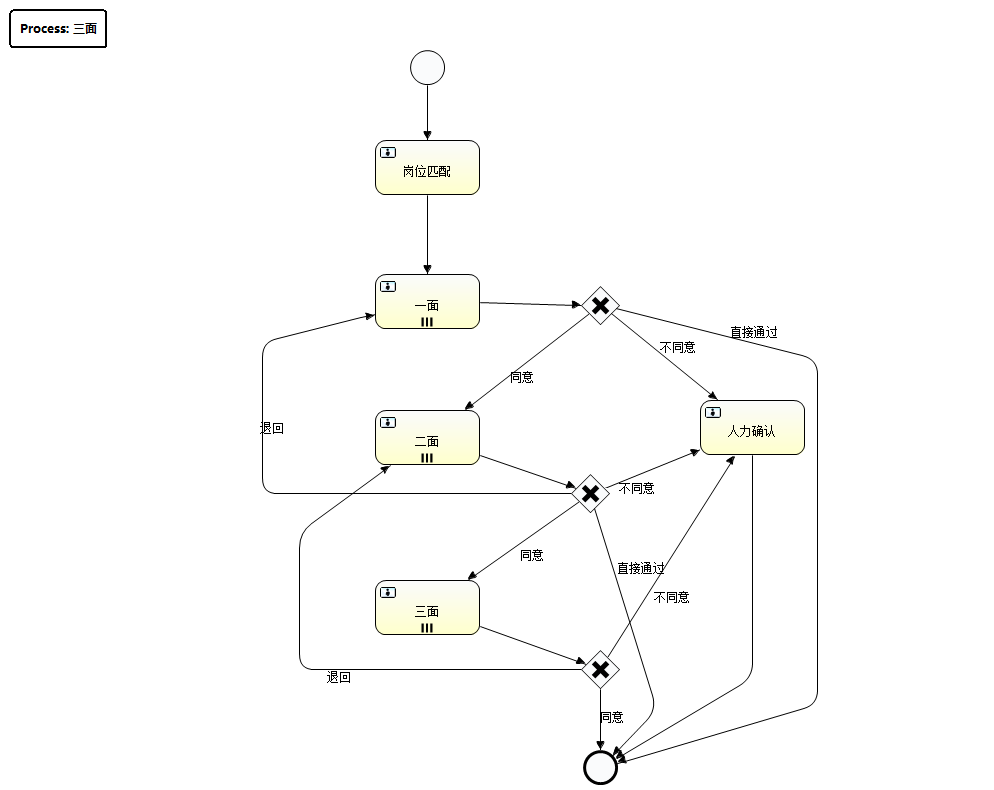 Process: 三面
岗位匹配
一面
直接通过
不同意
同意
退回
二面
人力确认
不同意
同意
直接通过
不同意
三面
退回
同意